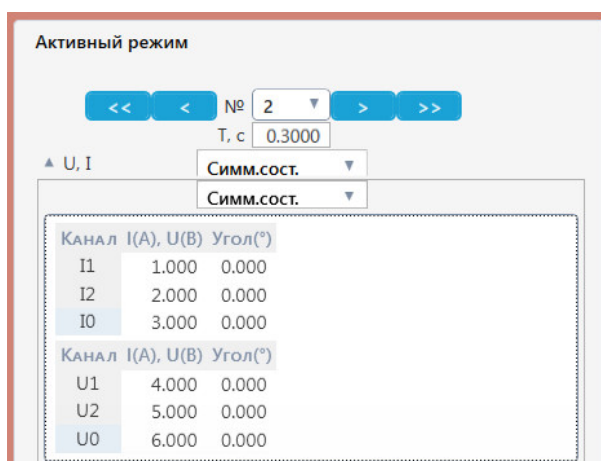 Активный режим
<< < № 2 > >>
Т, с 0.3000
U, I Симм.сост.
Симм.сост.
Канал I(A), U(B) Угол(°)
I1 1.000 0.000
I2 2.000 0.000
I0 3.000 0.000
Канал I(A), U(B) Угол(°)
U1 4.000 0.000
U2 5.000 0.000
U0 6.000 0.000